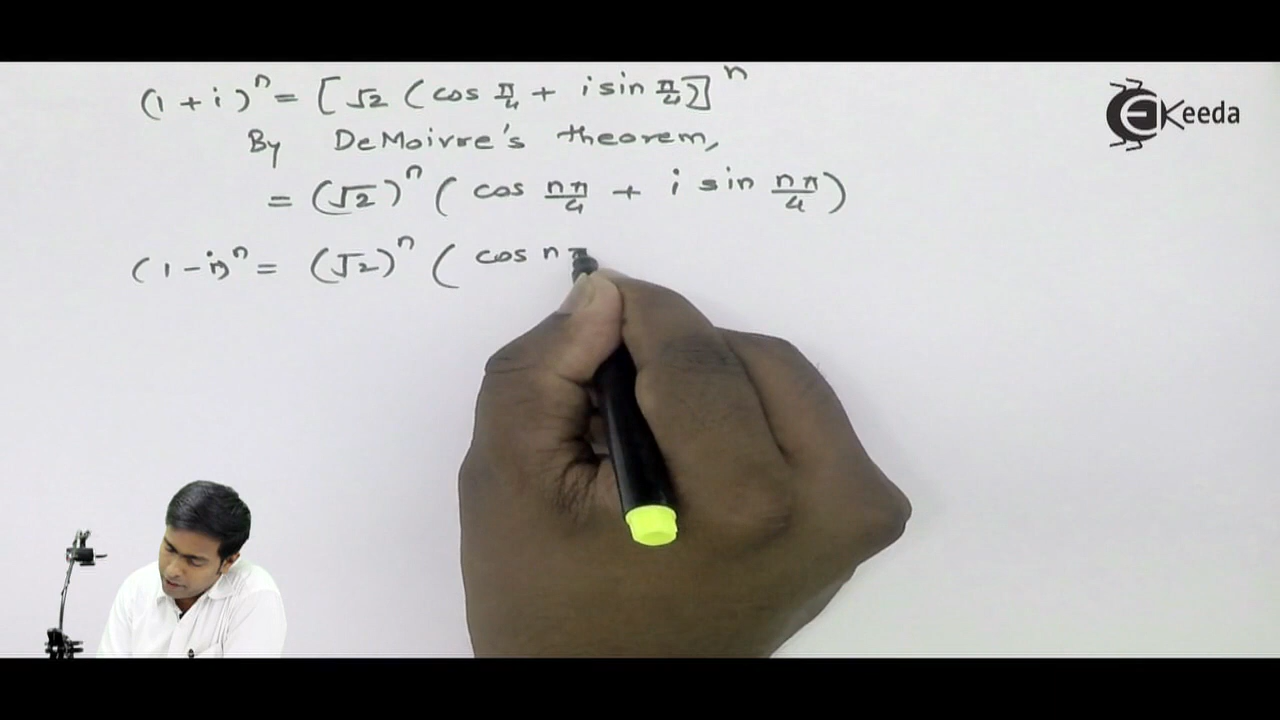 (1 + i)^n = [√2 (cos π/4 + i sin π/4)]^n
By DeMoivre's theorem,
= (√2)^n ( cos nπ/4 + i sin nπ/4 )
(1 - i)^n = (√2)^n ( cos nπ
EKeeda